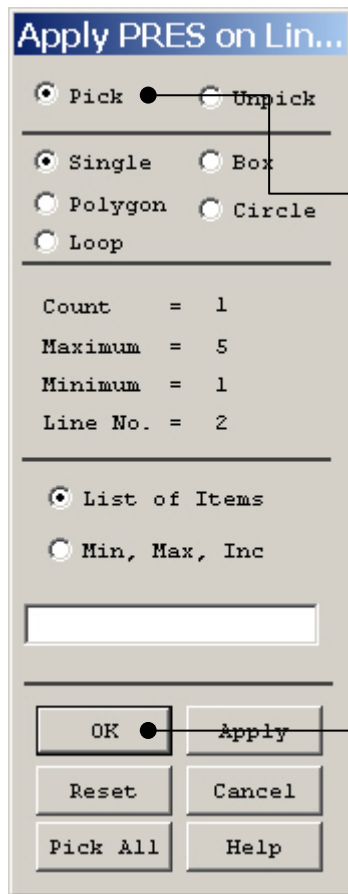 Apply PRES on Lin...
Pick Unpick
Single Box
Polygon Circle
Loop
Count = 1
Maximum = 5
Minimum = 1
Line No. = 2
List of Items
Min, Max, Inc
OK Apply
Reset Cancel
Pick All Help